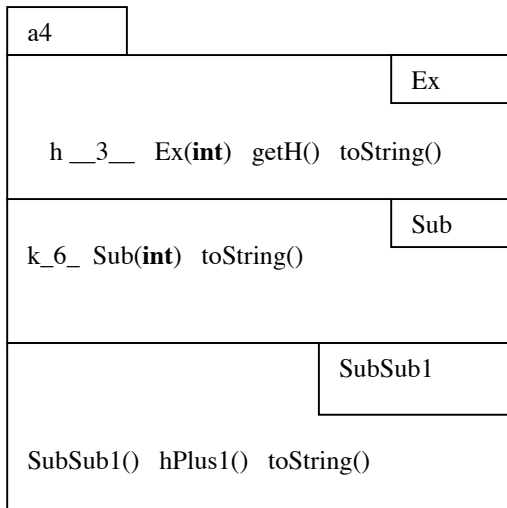 a4
Ex
h __3__ Ex(int) getH() toString()
Sub
k_6_ Sub(int) toString()
SubSub1
SubSub1() hPlus1() toString()